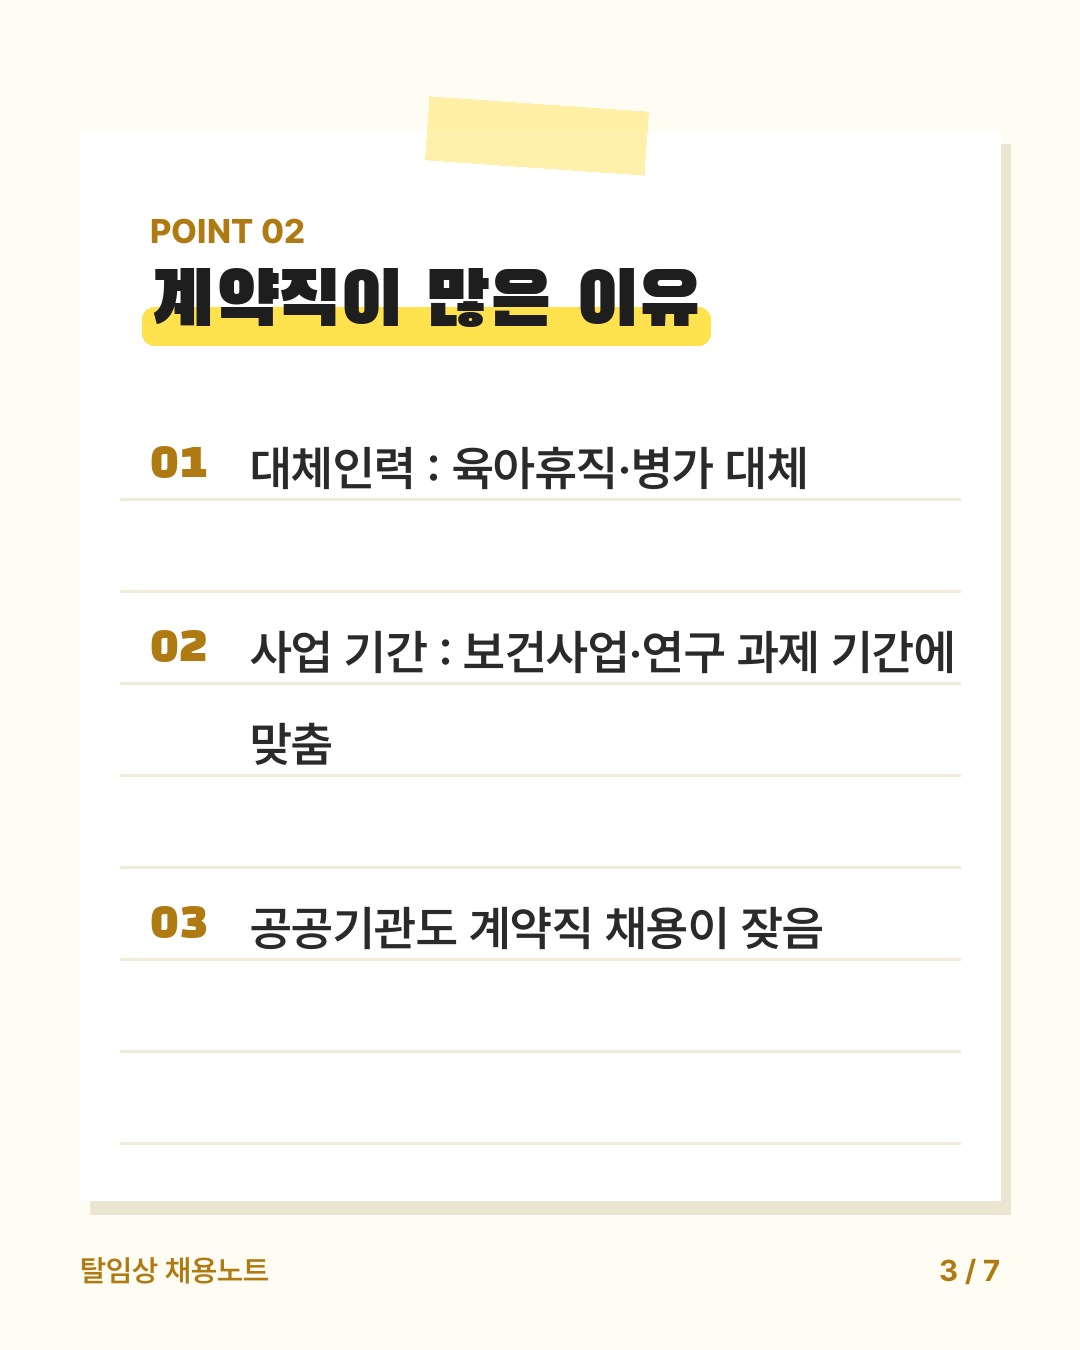 POINT 02
계약직이 많은 이유
01 대체인력 : 육아휴직·병가 대체
02 사업 기간 : 보건사업·연구 과제 기간에
맞춤
03 공공기관도 계약직 채용이 잦음
탈임상 채용노트
3 / 7